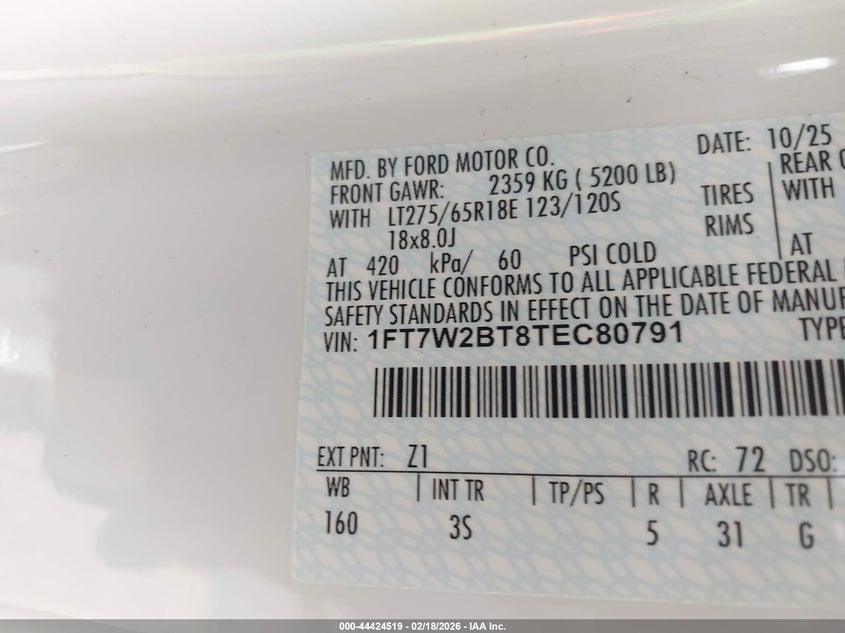 MFD. BY FORD MOTOR CO. DATE: 10/25
FRONT GAWR: 2359 KG ( 5200 LB) REAR
WITH LT275/65R18E 123/120S TIRES WITH
18x8.0J RIMS
AT 420 kPa/ 60 PSI COLD AT
THIS VEHICLE CONFORMS TO ALL APPLICABLE FEDERAL
SAFETY STANDARDS IN EFFECT ON THE DATE OF MANUF
VIN: 1FT7W2BT8TEC80791 TYPE
EXT PNT: Z1 RC: 72 DSO:
WB | INT TR | TP/PS | R | AXLE | TR |
160 3S 5 31 G
000-44424519 - 02/18/2026 - IAA Inc.